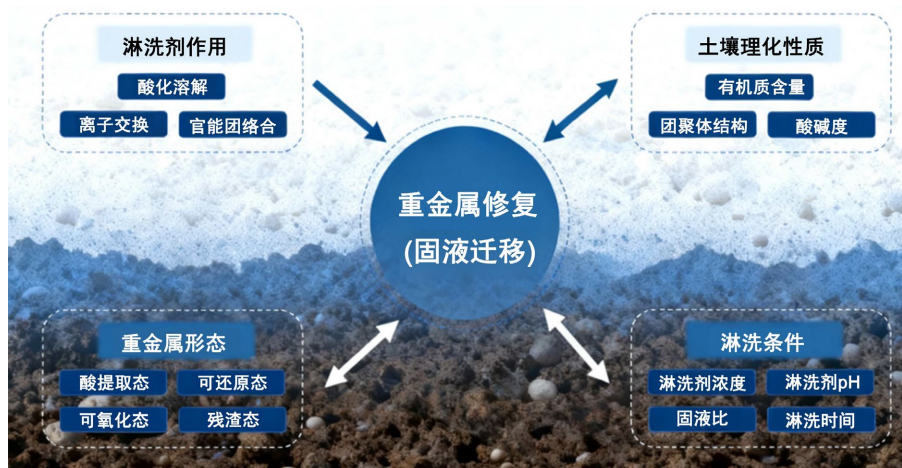 淋洗剂作用
酸化溶解
离子交换
官能团络合
土壤理化性质
有机质含量
团聚体结构
酸碱度
重金属修复
(固液迁移)
重金属形态
酸提取态
可还原态
可氧化态
残渣态
淋洗条件
淋洗剂浓度
淋洗剂pH
固液比
淋洗时间